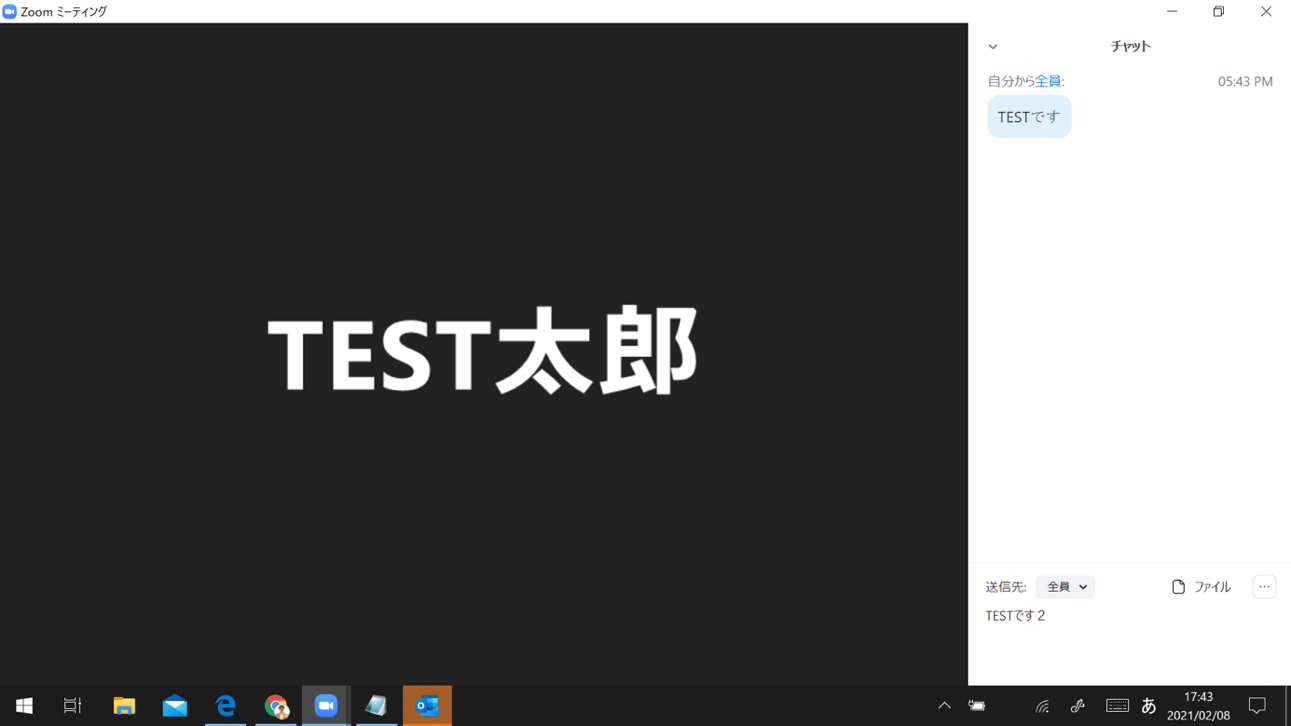 Zoom ミーティング
チャット
自分から全員:
05:43 PM
TESTです
TEST太郎
送信先: 全員
ファイル
TESTです２
あ
17:43
2021/02/08